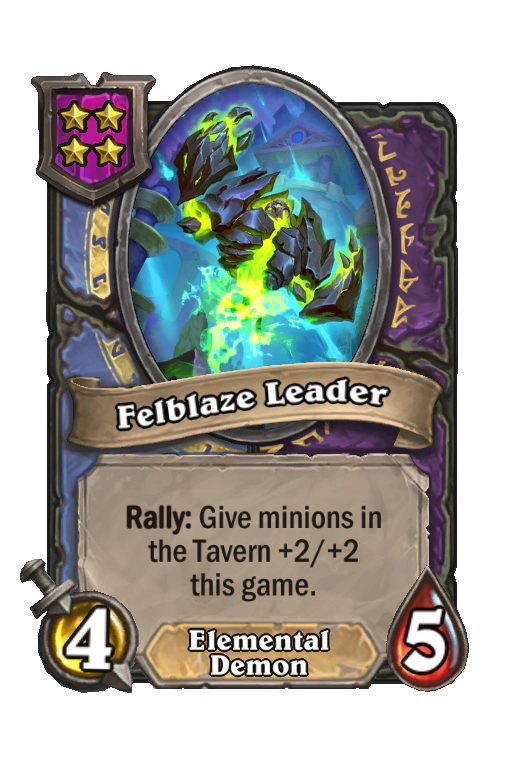 Felblaze Leader
Rally: Give minions in
the Tavern +2/+2
this game.
4
Elemental
Demon
5